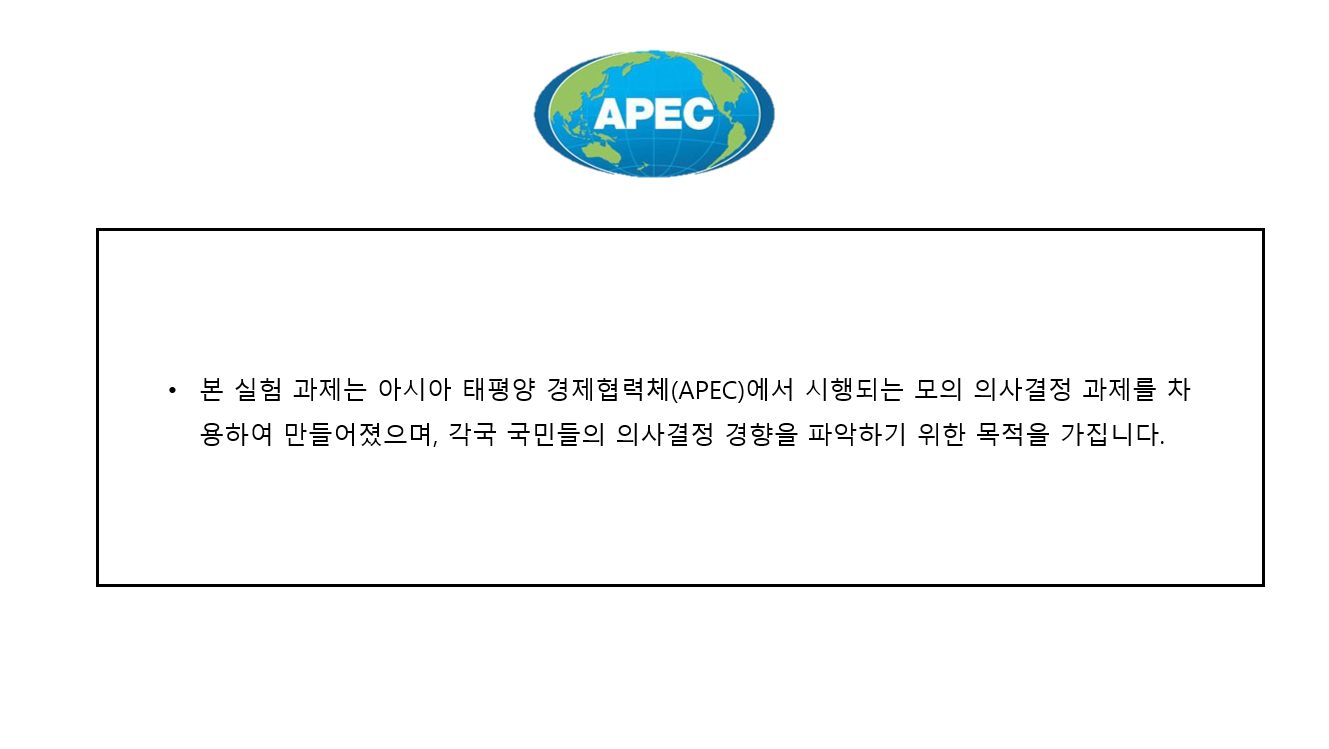 APEC
• 본 실험 과제는 아시아 태평양 경제협력체(APEC)에서 시행되는 모의 의사결정 과제를 차
용하여 만들어졌으며, 각국 국민들의 의사결정 경향을 파악하기 위한 목적을 가집니다.